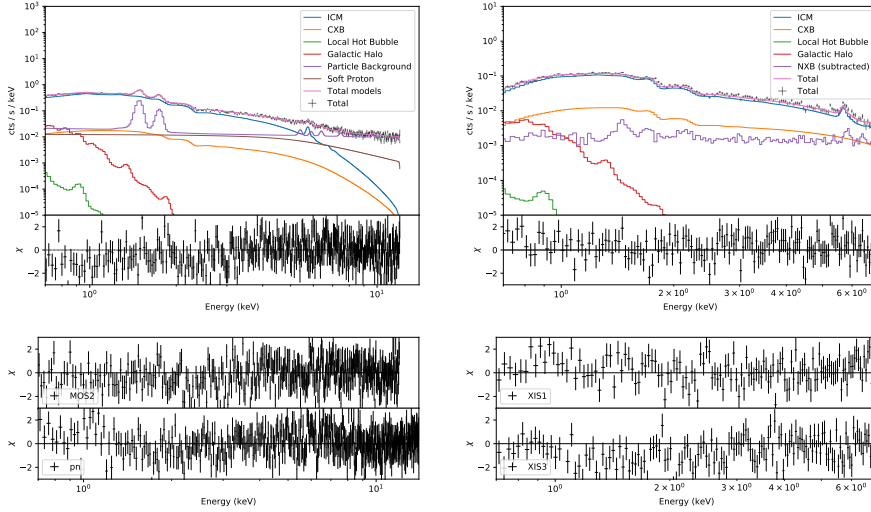 10³
10²
10¹
10⁰
10⁻¹
10⁻²
10⁻³
10⁻⁴
10⁻⁵
cts / s / keV
ICM
CXB
Local Hot Bubble
Galactic Halo
Particle Background
Soft Proton
Total models
Total
2
0
−2
χ
10⁰
10¹
Energy (keV)
10¹
10⁰
10⁻¹
10⁻²
10⁻³
10⁻⁴
10⁻⁵
cts / s / keV
ICM
CXB
Local Hot Bubble
Galactic Halo
NXB (subtracted)
Total
Total
2
0
−2
χ
10⁰
2 × 10⁰
3 × 10⁰
4 × 10⁰
6 × 10⁰
Energy (keV)
2
0
−2
χ
MOS2
2
0
−2
χ
pn
10⁰
10¹
Energy (keV)
2
0
−2
χ
XIS1
2
0
−2
χ
XIS3
10⁰
2 × 10⁰
3 × 10⁰
4 × 10⁰
6 × 10⁰
Energy (keV)